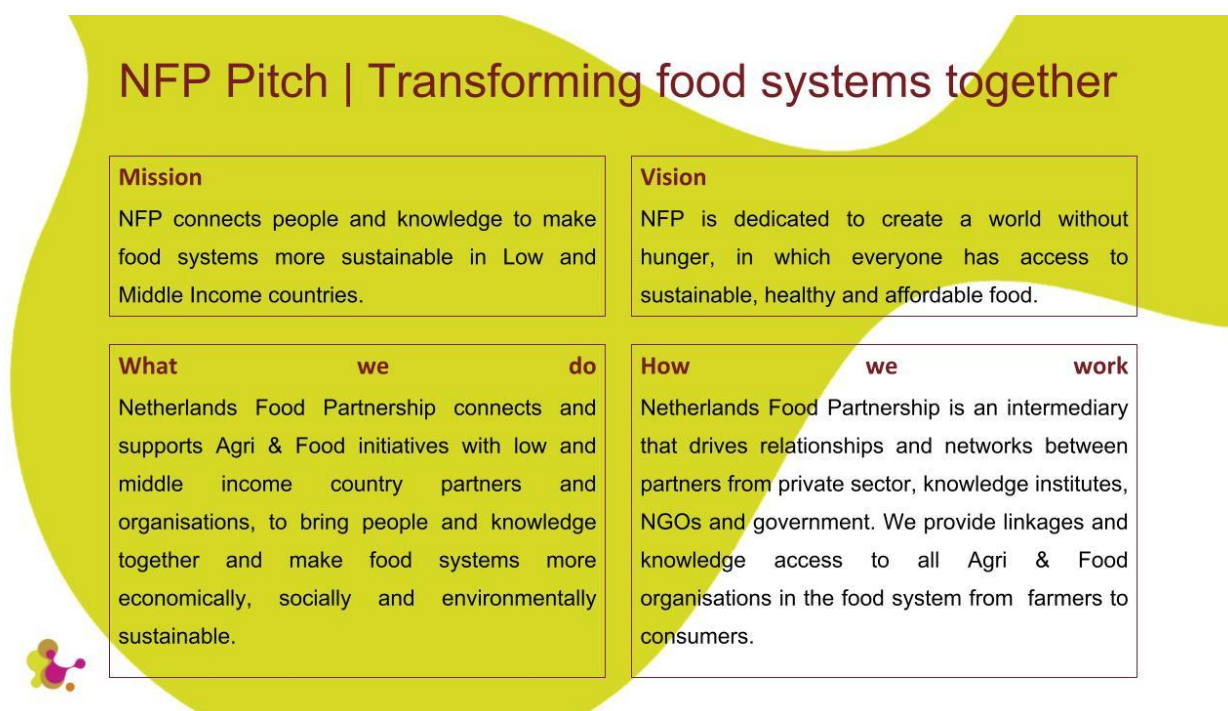 NFP Pitch | Transforming food systems together
Mission
NFP connects people and knowledge to make
food systems more sustainable in Low and
Middle Income countries.
Vision
NFP is dedicated to create a world without
hunger, in which everyone has access to
sustainable, healthy and affordable food.
What we do
Netherlands Food Partnership connects and
supports Agri & Food initiatives with low and
middle income country partners and
organisations, to bring people and knowledge
together and make food systems more
economically, socially and environmentally
sustainable.
How we work
Netherlands Food Partnership is an intermediary
that drives relationships and networks between
partners from private sector, knowledge institutes,
NGOs and government. We provide linkages and
knowledge access to all Agri & Food
organisations in the food system from farmers to
consumers.